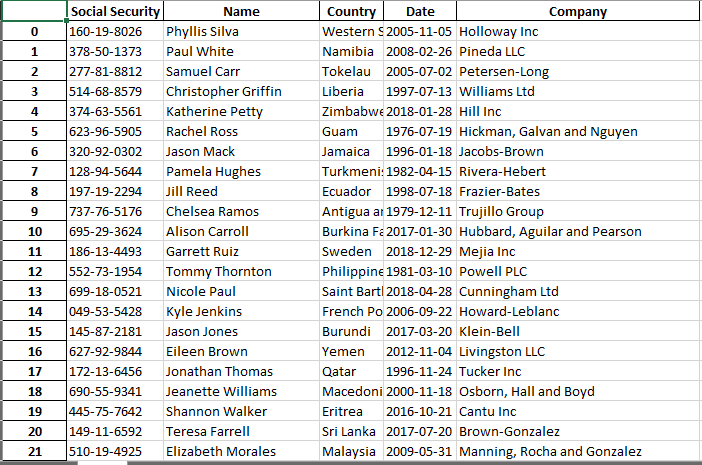 Social Security Name Country Date Company
0 160-19-8026 Phyllis Silva Western S 2005-11-05 Holloway Inc
1 378-50-1373 Paul White Namibia 2008-02-26 Pineda LLC
2 277-81-8812 Samuel Carr Tokelau 2005-07-02 Petersen-Long
3 514-68-8579 Christopher Griffin Liberia 1997-07-13 Williams Ltd
4 374-63-5561 Katherine Petty Zimbabwe 2018-01-28 Hill Inc
5 623-96-5905 Rachel Ross Guam 1976-07-19 Hickman, Galvan and Nguyen
6 320-92-0302 Jason Mack Jamaica 1996-01-18 Jacobs-Brown
7 128-94-5644 Pamela Hughes Turkmenis 1982-04-15 Rivera-Hebert
8 197-19-2294 Jill Reed Ecuador 1998-07-18 Frazier-Bates
9 737-76-5176 Chelsea Ramos Antigua an 1979-12-11 Trujillo Group
10 695-29-3624 Alison Carroll Burkina Fa 2017-01-30 Hubbard, Aguilar and Pearson
11 186-13-4493 Garrett Ruiz Sweden 2018-12-29 Mejia Inc
12 552-73-1954 Tommy Thornton Philippine 1981-03-10 Powell PLC
13 699-18-0521 Nicole Paul Saint Bart 2018-04-28 Cunningham Ltd
14 049-53-5428 Kyle Jenkins French Po 2006-09-22 Howard-Leblanc
15 145-87-2181 Jason Jones Burundi 2017-03-20 Klein-Bell
16 627-92-9844 Eileen Brown Yemen 2012-11-04 Livingston LLC
17 172-13-6456 Jonathan Thomas Qatar 1996-11-24 Tucker Inc
18 690-55-9341 Jeanette Williams Macedoni 2000-11-18 Osborn, Hall and Boyd
19 445-75-7642 Shannon Walker Eritrea 2016-10-21 Cantu Inc
20 149-11-6592 Teresa Farrell Sri Lanka 2017-07-20 Brown-Gonzalez
21 510-19-4925 Elizabeth Morales Malaysia 2009-05-31 Manning, Rocha and Gonzalez